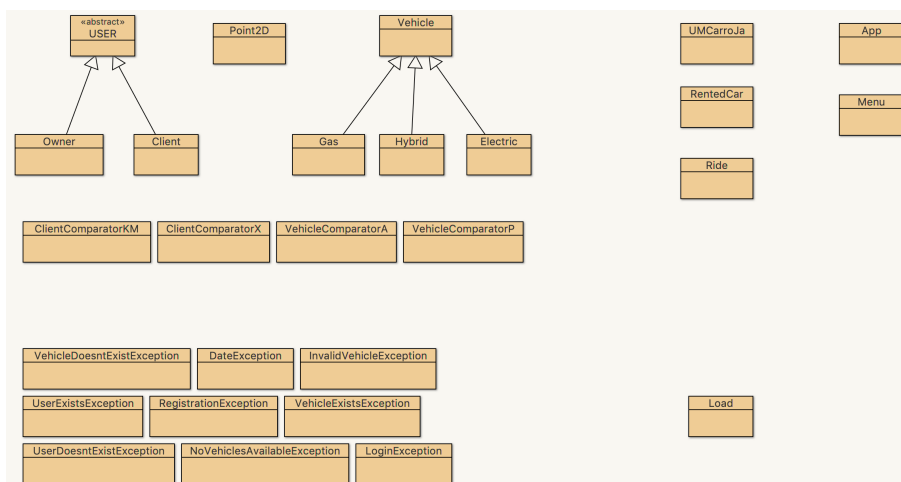 «abstract»
USER
Point2D
Vehicle
UMCarroJa
App
RentedCar
Menu
Owner
Client
Gas
Hybrid
Electric
Ride
ClientComparatorKM
ClientComparatorX
VehicleComparatorA
VehicleComparatorP
VehicleDoesntExistException
DateException
InvalidVehicleException
UserExistsException
RegistrationException
VehicleExistsException
Load
UserDoesntExistException
NoVehiclesAvailableException
LoginException